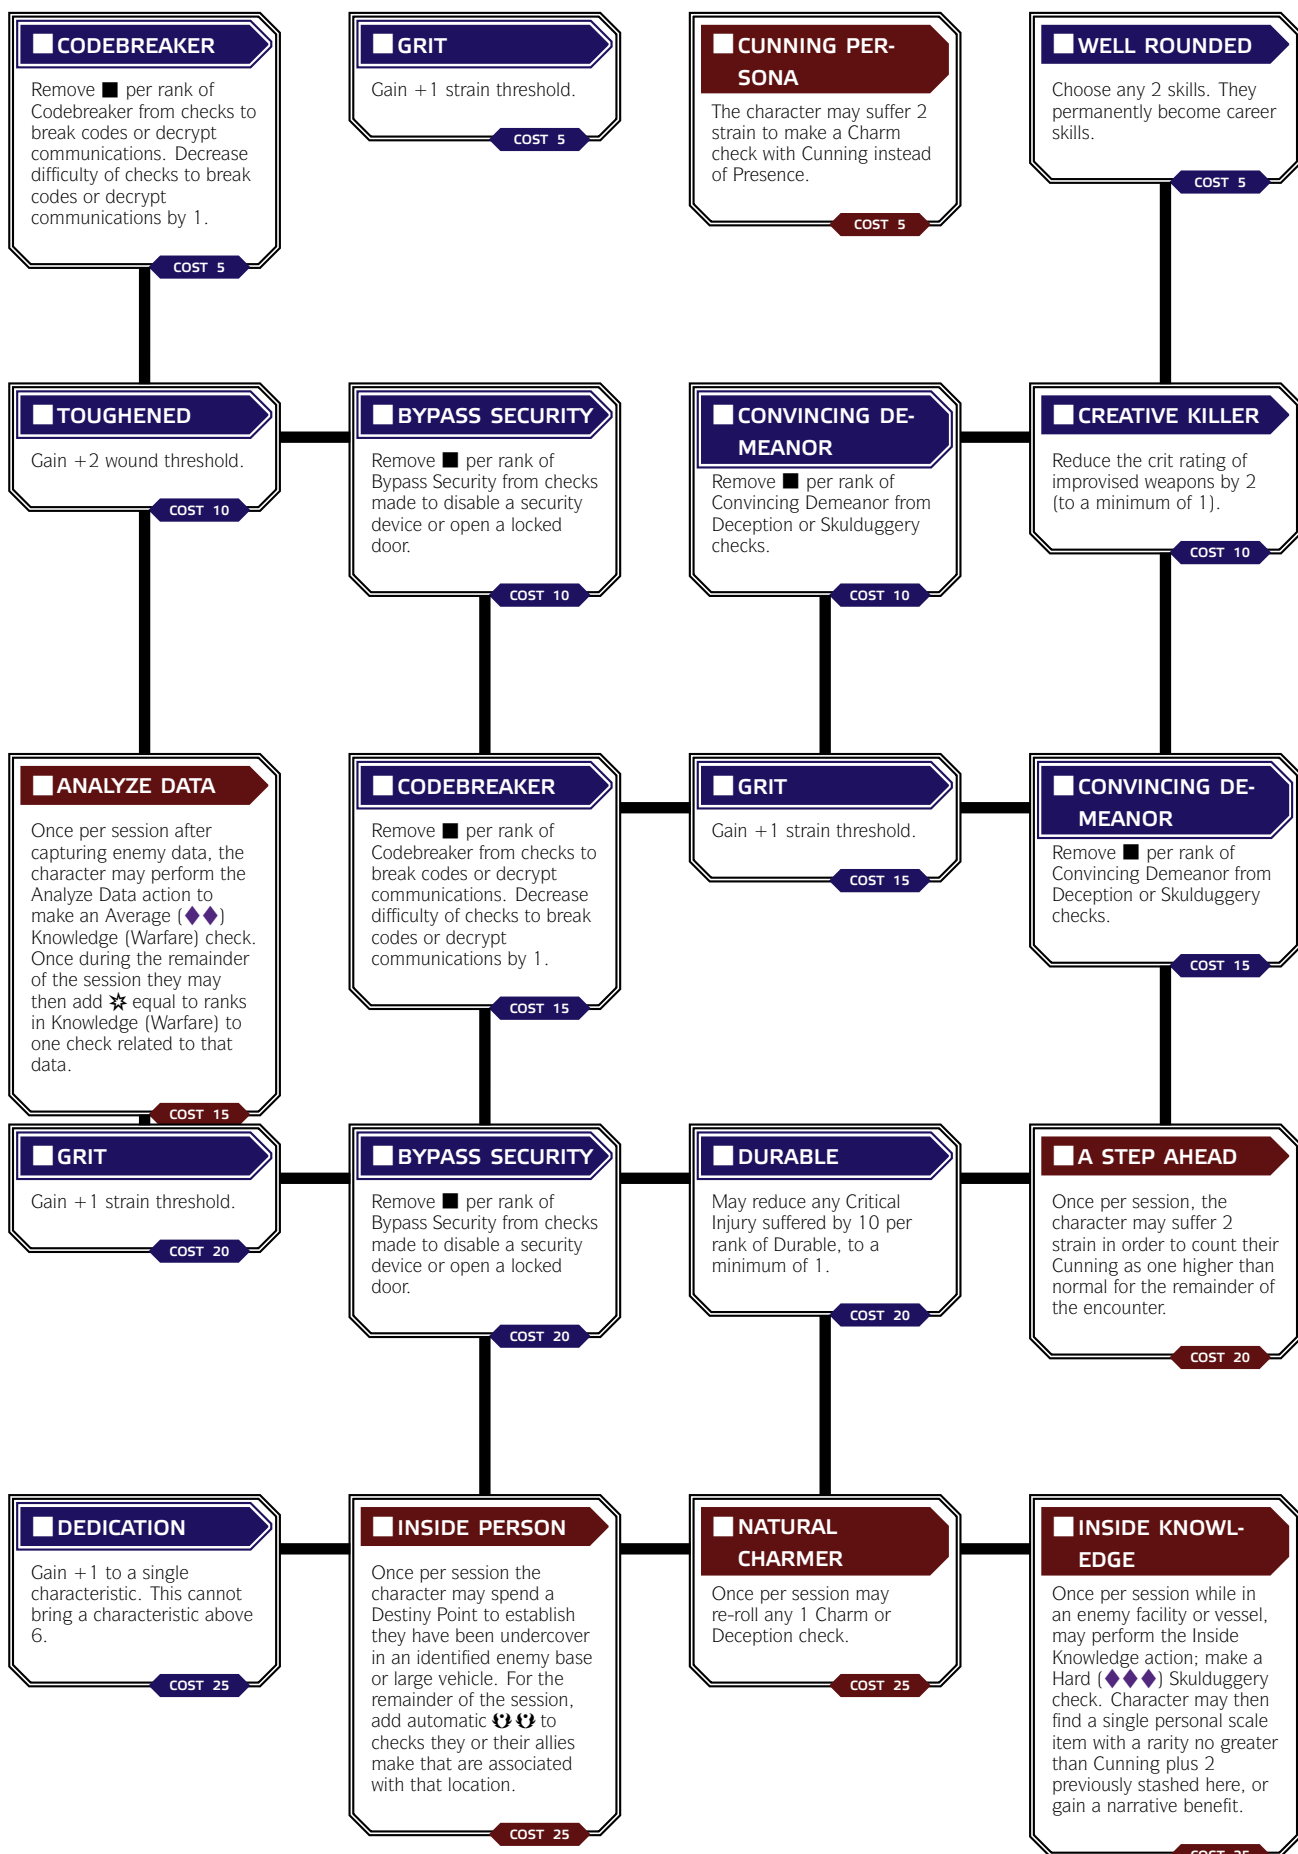 CODEBREAKER
Remove ■ per rank of
Codebreaker from checks to
break codes or decrypt
communications. Decrease
difficulty of checks to break
codes or decrypt
communications by 1.
COST 5
GRIT
Gain +1 strain threshold.
COST 5
CUNNING PER-
SONA
The character may suffer 2
strain to make a Charm
check with Cunning instead
of Presence.
COST 5
WELL ROUNDED
Choose any 2 skills. They
permanently become career
skills.
COST 5
TOUGHENED
Gain +2 wound threshold.
COST 10
BYPASS SECURITY
Remove ■ per rank of
Bypass Security from checks
made to disable a security
device or open a locked
door.
COST 10
CONVINCING DE-
MEANOR
Remove ■ per rank of
Convincing Demeanor from
Deception or Skulduggery
checks.
COST 10
CREATIVE KILLER
Reduce the crit rating of
improvised weapons by 2
(to a minimum of 1).
COST 10
ANALYZE DATA
Once per session after
capturing enemy data, the
character may perform the
Analyze Data action to
make an Average (♦♦)
Knowledge (Warfare) check.
Once during the remainder
of the session they may
then add equal to ranks
in Knowledge (Warfare) to
one check related to that
data.
COST 15
CODEBREAKER
Remove ■ per rank of
Codebreaker from checks to
break codes or decrypt
communications. Decrease
difficulty of checks to break
codes or decrypt
communications by 1.
COST 15
GRIT
Gain +1 strain threshold.
COST 15
CONVINCING DE-
MEANOR
Remove ■ per rank of
Convincing Demeanor from
Deception or Skulduggery
checks.
COST 15
GRIT
Gain +1 strain threshold.
COST 20
BYPASS SECURITY
Remove ■ per rank of
Bypass Security from checks
made to disable a security
device or open a locked
door.
COST 20
DURABLE
May reduce any Critical
Injury suffered by 10 per
rank of Durable, to a
minimum of 1.
COST 20
A STEP AHEAD
Once per session, the
character may suffer 2
strain in order to count their
Cunning as one higher than
normal for the remainder of
the encounter.
COST 20
DEDICATION
Gain +1 to a single
characteristic. This cannot
bring a characteristic above
6.
COST 25
INSIDE PERSON
Once per session the
character may spend a
Destiny Point to establish
they have been undercover
in an identified enemy base
or large vehicle. For the
remainder of the session,
add automatic to
checks they or their allies
make that are associated
with that location.
COST 25
NATURAL
CHARMER
Once per session may
re-roll any 1 Charm or
Deception check.
COST 25
INSIDE KNOWL-
EDGE
Once per session while in
an enemy facility or vessel,
may perform the Inside
Knowledge action; make a
Hard (♦♦♦) Skulduggery
check. Character may then
find a single personal scale
item with a rarity no greater
than Cunning plus 2
previously stashed here, or
gain a narrative benefit.
COST 25